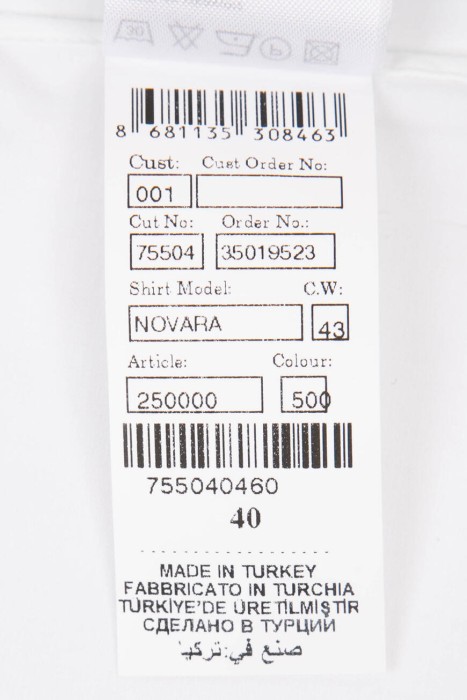 30 P
8 681135 308463
Cust: Cust Order No:
001
Cut No: Order No.:
75504 35019523
Shirt Model: C.W:
NOVARA 43
Article: Colour:
250000 500
755040460
40
MADE IN TURKEY
FABBRICATO IN TURCHIA
TÜRKİYE'DE ÜRETİLMİŞTİR
СДЕЛАНО В ТУРЦИИ
صنع في: تركيا